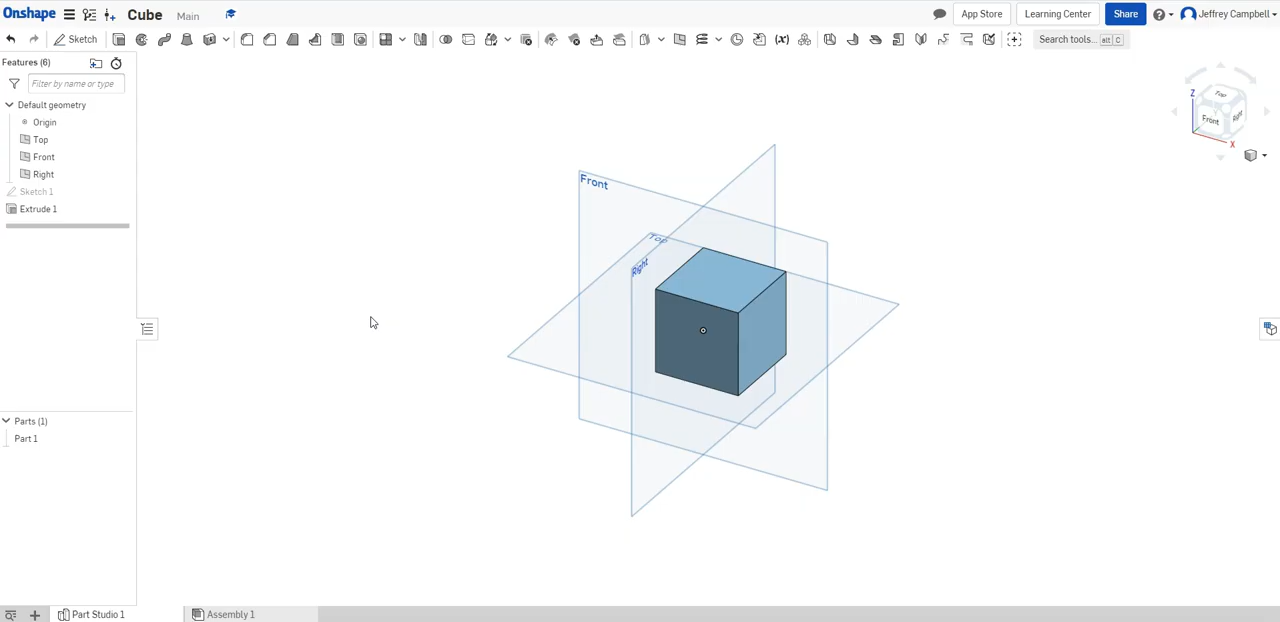 Onshape Cube Main App Store Learning Center Share Jeffrey Campbell
Sketch (x) Search tools... alt C
Features (6)
Filter by name or type
Default geometry
Origin
Top
Front
Right
Sketch 1
Extrude 1
Front
Top
Right
Z
Top
Front
Right
X
Parts (1)
Part 1
Part Studio 1 Assembly 1